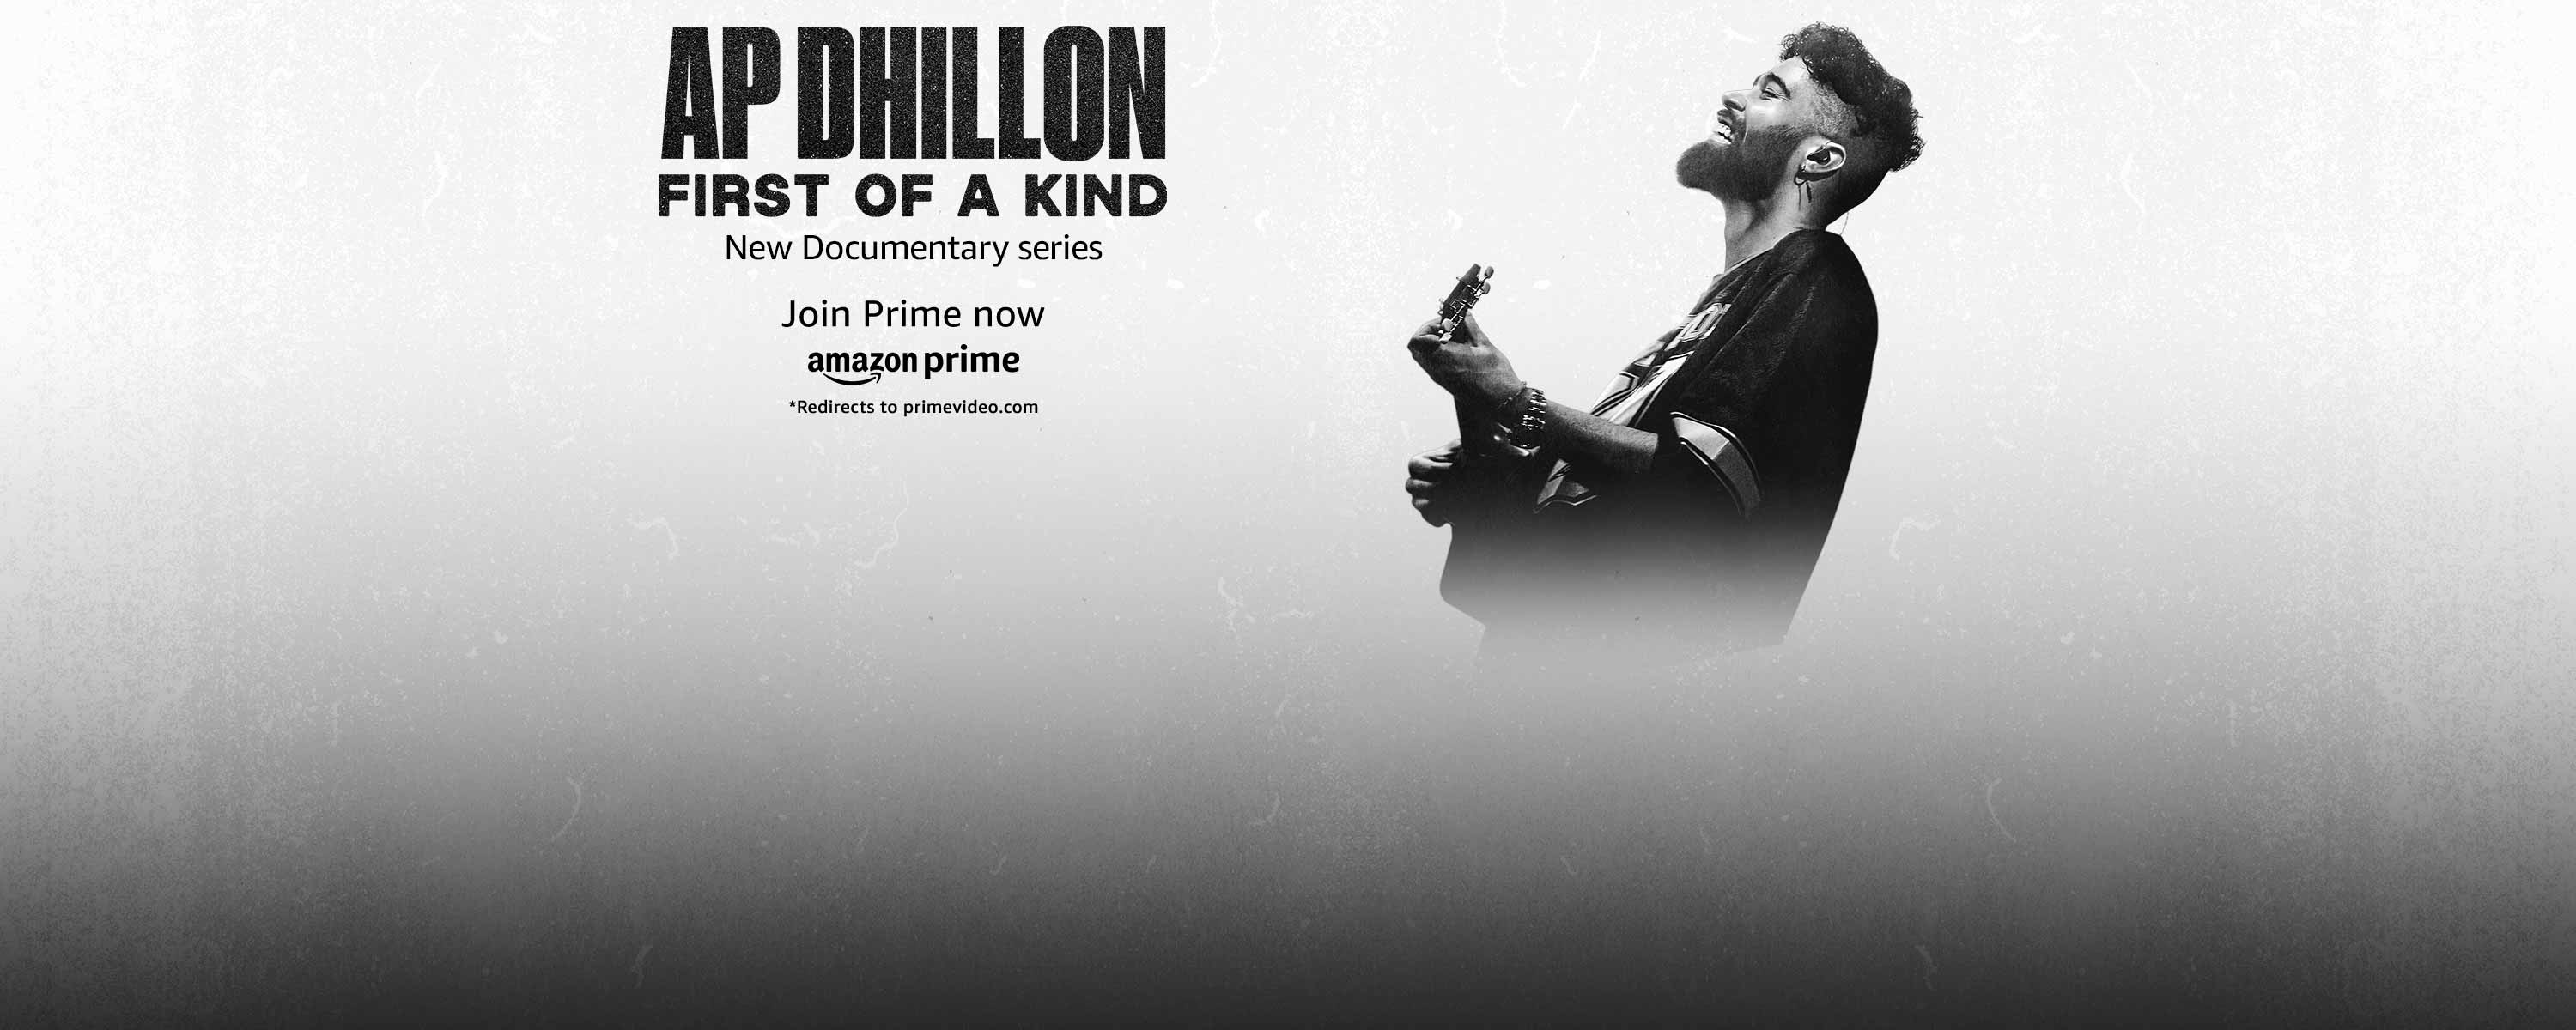 AP DHILLON
FIRST OF A KIND
New Documentary series
Join Prime now
amazon prime
*Redirects to primevideo.com